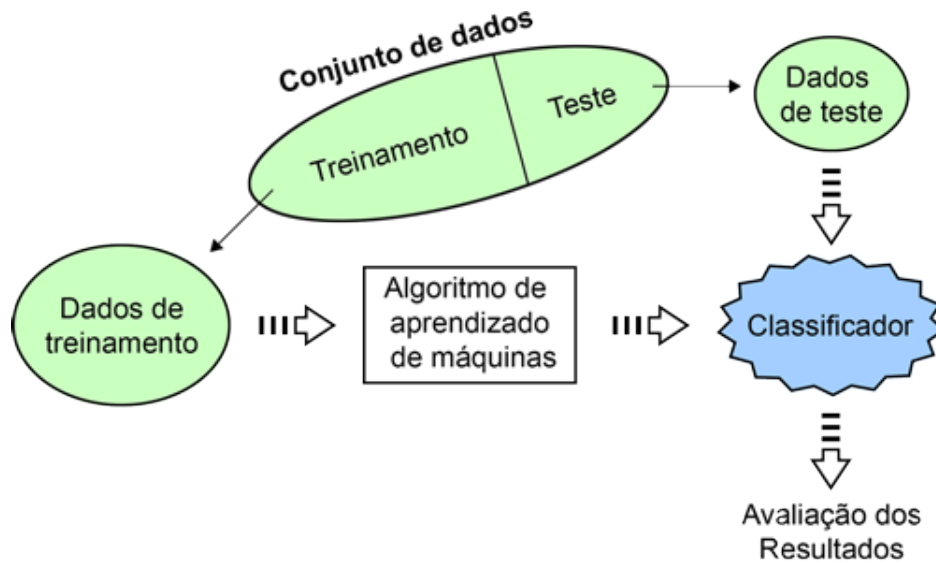 Conjunto de dados
Treinamento
Teste
Dados
de teste
Dados de
treinamento
Algoritmo de
aprendizado
de máquinas
Classificador
Avaliação dos
Resultados